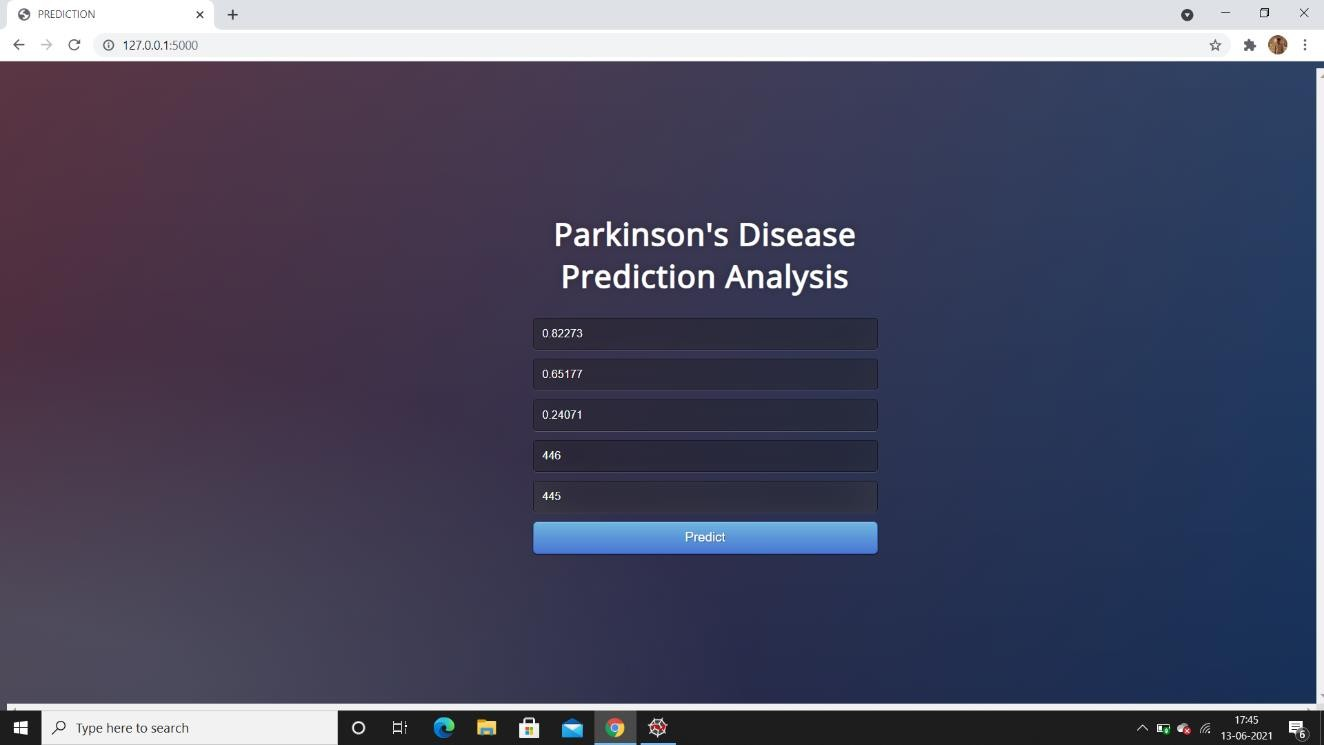 PREDICTION
127.0.0.1:5000
Parkinson's Disease
Prediction Analysis
0.82273
0.65177
0.24071
446
445
Predict
Type here to search
17:45
13-06-2021
6